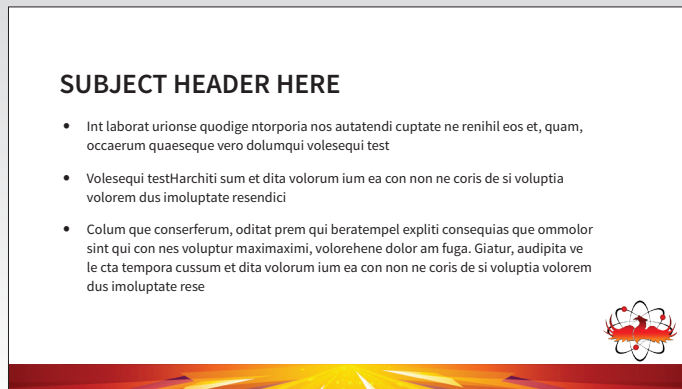 SUBJECT HEADER HERE
• Int laborat urionse quodige ntorporia nos autatendi cuptate ne renihil eos et, quam,
occaerum quaeseque vero dolumqui volesequi test
• Volesequi testHarchiti sum et dita volorum ium ea con non ne coris de si voluptia
volorem dus imoluptate resendici
• Colum que conserferum, oditat prem qui beratempel expliti consequias que ommolor
sint qui con nes voluptur maximaximi, volorehene dolor am fuga. Giatur, audipita ve
le cta tempora cussum et dita volorum ium ea con non ne coris de si voluptia volorem
dus imoluptate rese